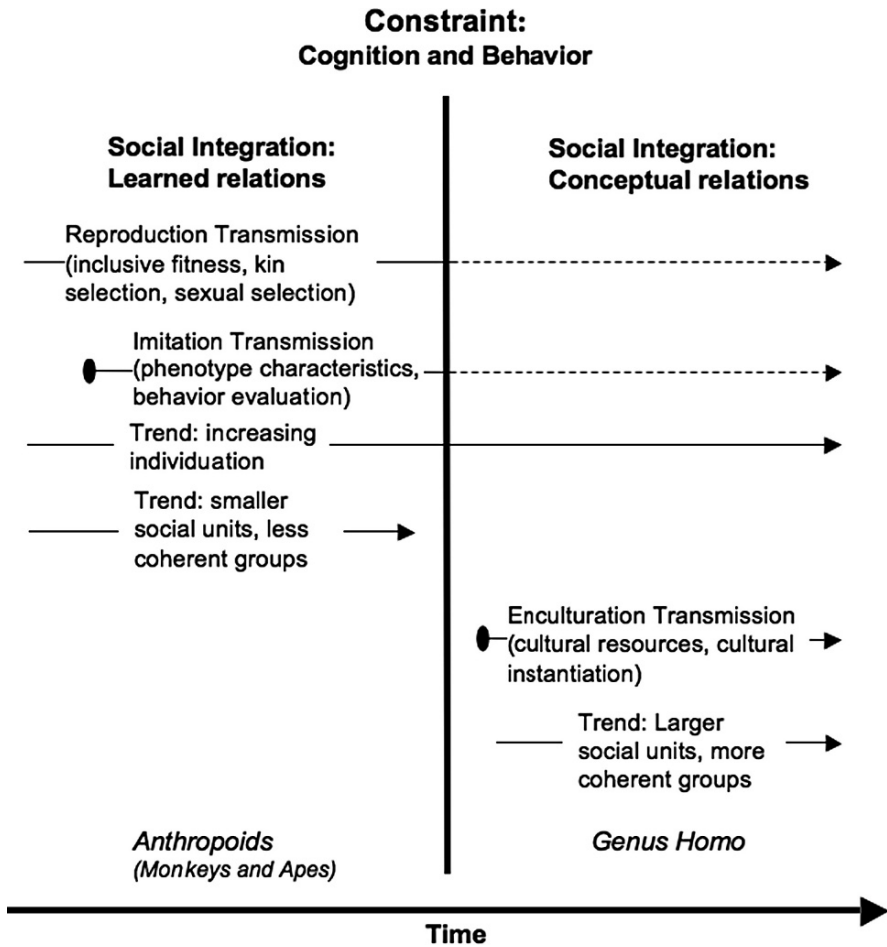 Constraint:
Cognition and Behavior
Social Integration:
Learned relations
Social Integration:
Conceptual relations
Reproduction Transmission
(inclusive fitness, kin
selection, sexual selection)
Imitation Transmission
(phenotype characteristics,
behavior evaluation)
Trend: increasing
individuation
Trend: smaller
social units, less
coherent groups
Enculturation Transmission
(cultural resources, cultural
instantiation)
Trend: Larger
social units, more
coherent groups
Anthropoids
(Monkeys and Apes)
Genus Homo
Time